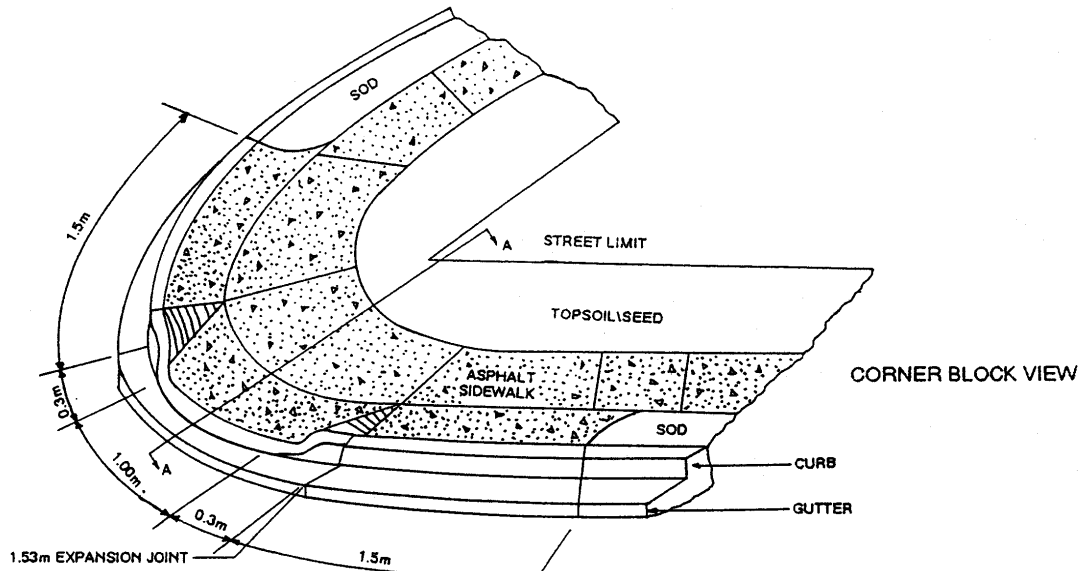 SOD
1.5m
A
STREET LIMIT
TOPSOIL\SEED
ASPHALT
SIDEWALK
CORNER BLOCK VIEW
0.3m
SOD
A
CURB
1.00m.
GUTTER
0.3m
1.53m EXPANSION JOINT
1.5m